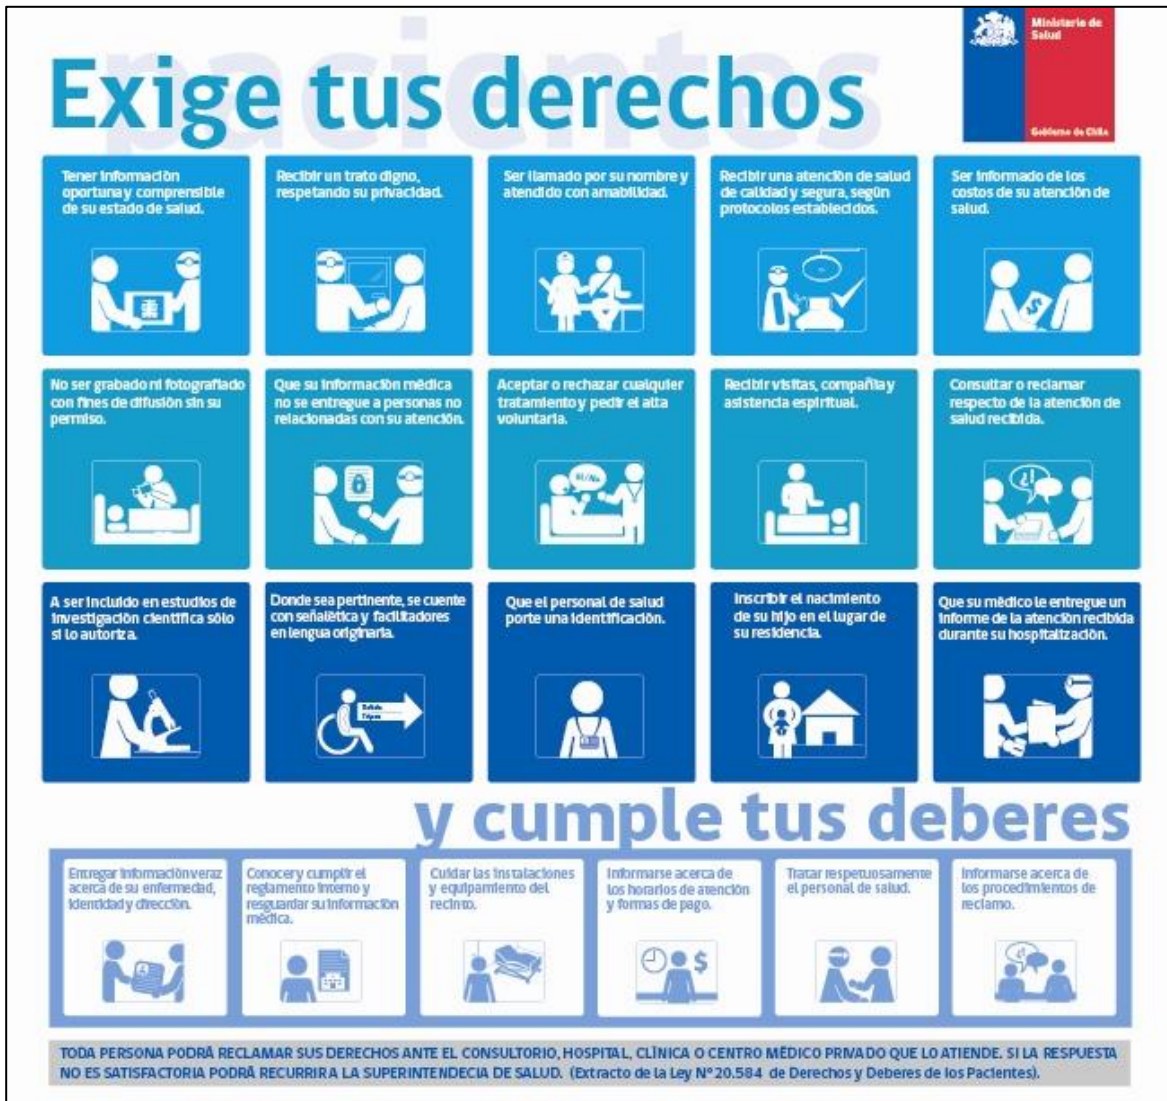 pacientes
Exige tus derechos
Ministerio de
Salud
Gobierno de Chile
Tener información
oportuna y comprensible
de su estado de salud.
Recibir un trato digno,
respetando su privacidad.
Ser llamado por su nombre y
atendido con amabilidad.
Recibir una atención de salud
de calidad y segura, según
protocolos establecidos.
Ser informado de los
costos de su atención de
salud.
$
No ser grabado ni fotografiado
con fines de difusión sin su
permiso.
Que su información médica
no se entregue a personas no
relacionadas con su atención.
Aceptar o rechazar cualquier
tratamiento y pedir el alta
voluntaria.
Si/No
Recibir visitas, compañía y
asistencia espiritual.
Consultar o reclamar
respecto de la atención de
salud recibida.
¿!
A ser incluido en estudios de
investigación científica sólo
si lo autoriza.
Donde sea pertinente, se cuente
con señalética y facilitadores
en lengua originaria.
Que el personal de salud
porte una identificación.
Inscribir el nacimiento
de su hijo en el lugar de
su residencia.
Que su médico le entregue un
informe de la atención recibida
durante su hospitalización.
y cumple tus deberes
Entregar información veraz
acerca de su enfermedad,
identidad y dirección.
Conocer y cumplir el
reglamento interno y
resguardar su información
médica.
Cuidar las instalaciones
y equipamiento del
recinto.
Informarse acerca de
los horarios de atención
y formas de pago.
$
Tratar respetuosamente
el personal de salud.
Informarse acerca de
los procedimientos de
reclamo.
TODA PERSONA PODRÁ RECLAMAR SUS DERECHOS ANTE EL CONSULTORIO, HOSPITAL, CLÍNICA O CENTRO MÉDICO PRIVADO QUE LO ATIENDE. SI LA RESPUESTA
NO ES SATISFACTORIA PODRÁ RECURRIR A LA SUPERINTENDECIA DE SALUD. (Extracto de la Ley N° 20.584 de Derechos y Deberes de los Pacientes).